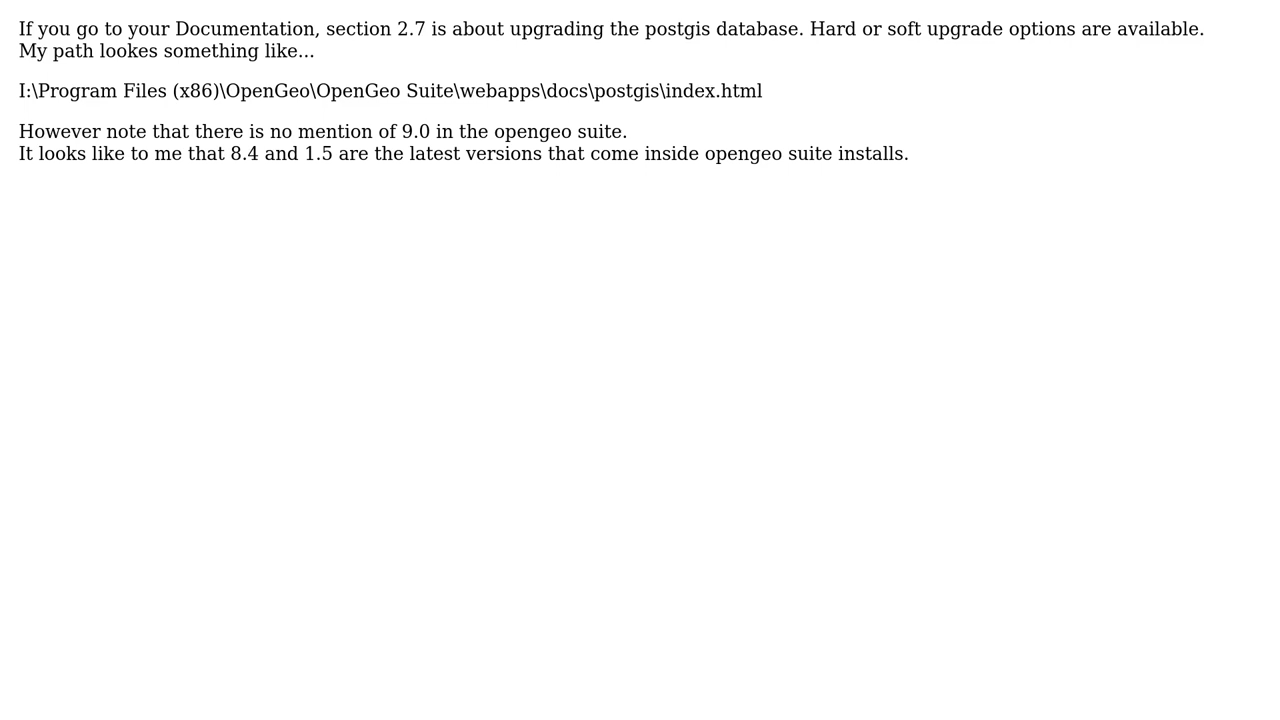 If you go to your Documentation, section 2.7 is about upgrading the postgis database. Hard or soft upgrade options are available.
My path lookes something like...
I:\Program Files (x86)\OpenGeo\OpenGeo Suite\webapps\docs\postgis\index.html
However note that there is no mention of 9.0 in the opengeo suite.
It looks like to me that 8.4 and 1.5 are the latest versions that come inside opengeo suite installs.